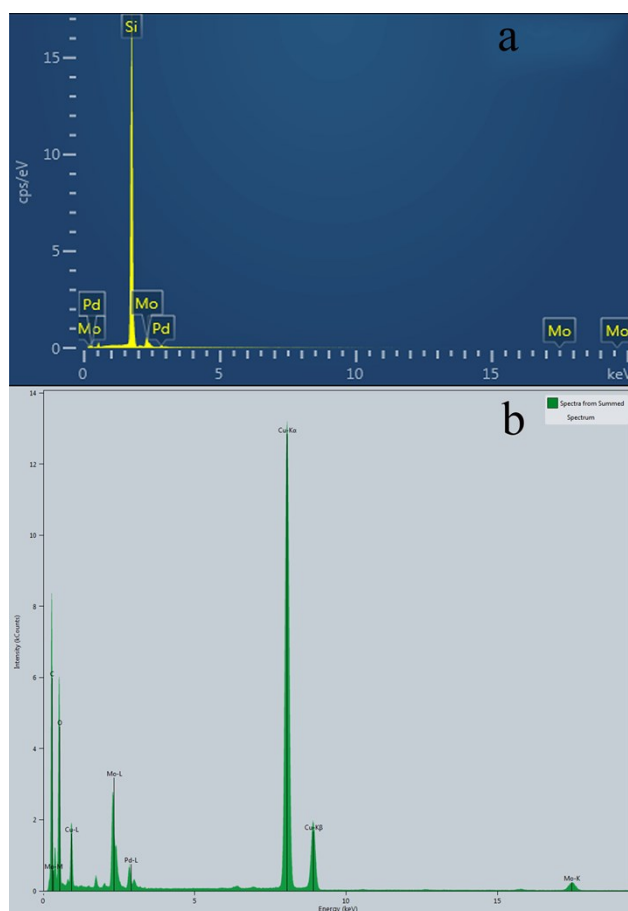 a
Si
15
10
cps/eV
5
Pd
Mo
Mo
Pd
Mo
Mo
0
0
5
10
15
keV
14
b
Spectra from Summed
Spectrum
Cu-Kα
12
10
8
Intensity (kCounts)
C
6
O
4
Mo-L
Cu-L
2
Cu-Kβ
Pd-L
Mo-M
Mo-K
0
0
5
10
15
Energy (keV)